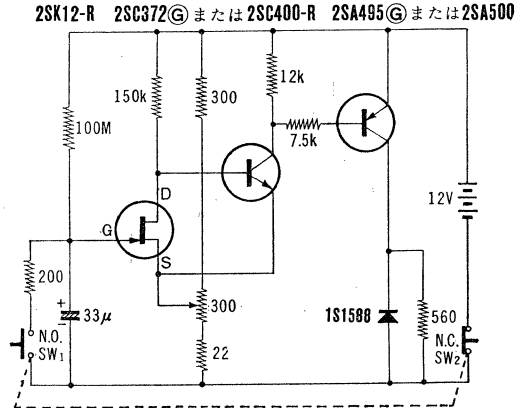 2SK12-R 2SC372Ⓖまたは2SC400-R 2SA495Ⓖまたは2SA500
150k
300
12k
100M
7.5k
D
12V
G
S
200
+
33μ
−
300
1S1588
560
N.O.
SW₁
22
N.C.
SW₂